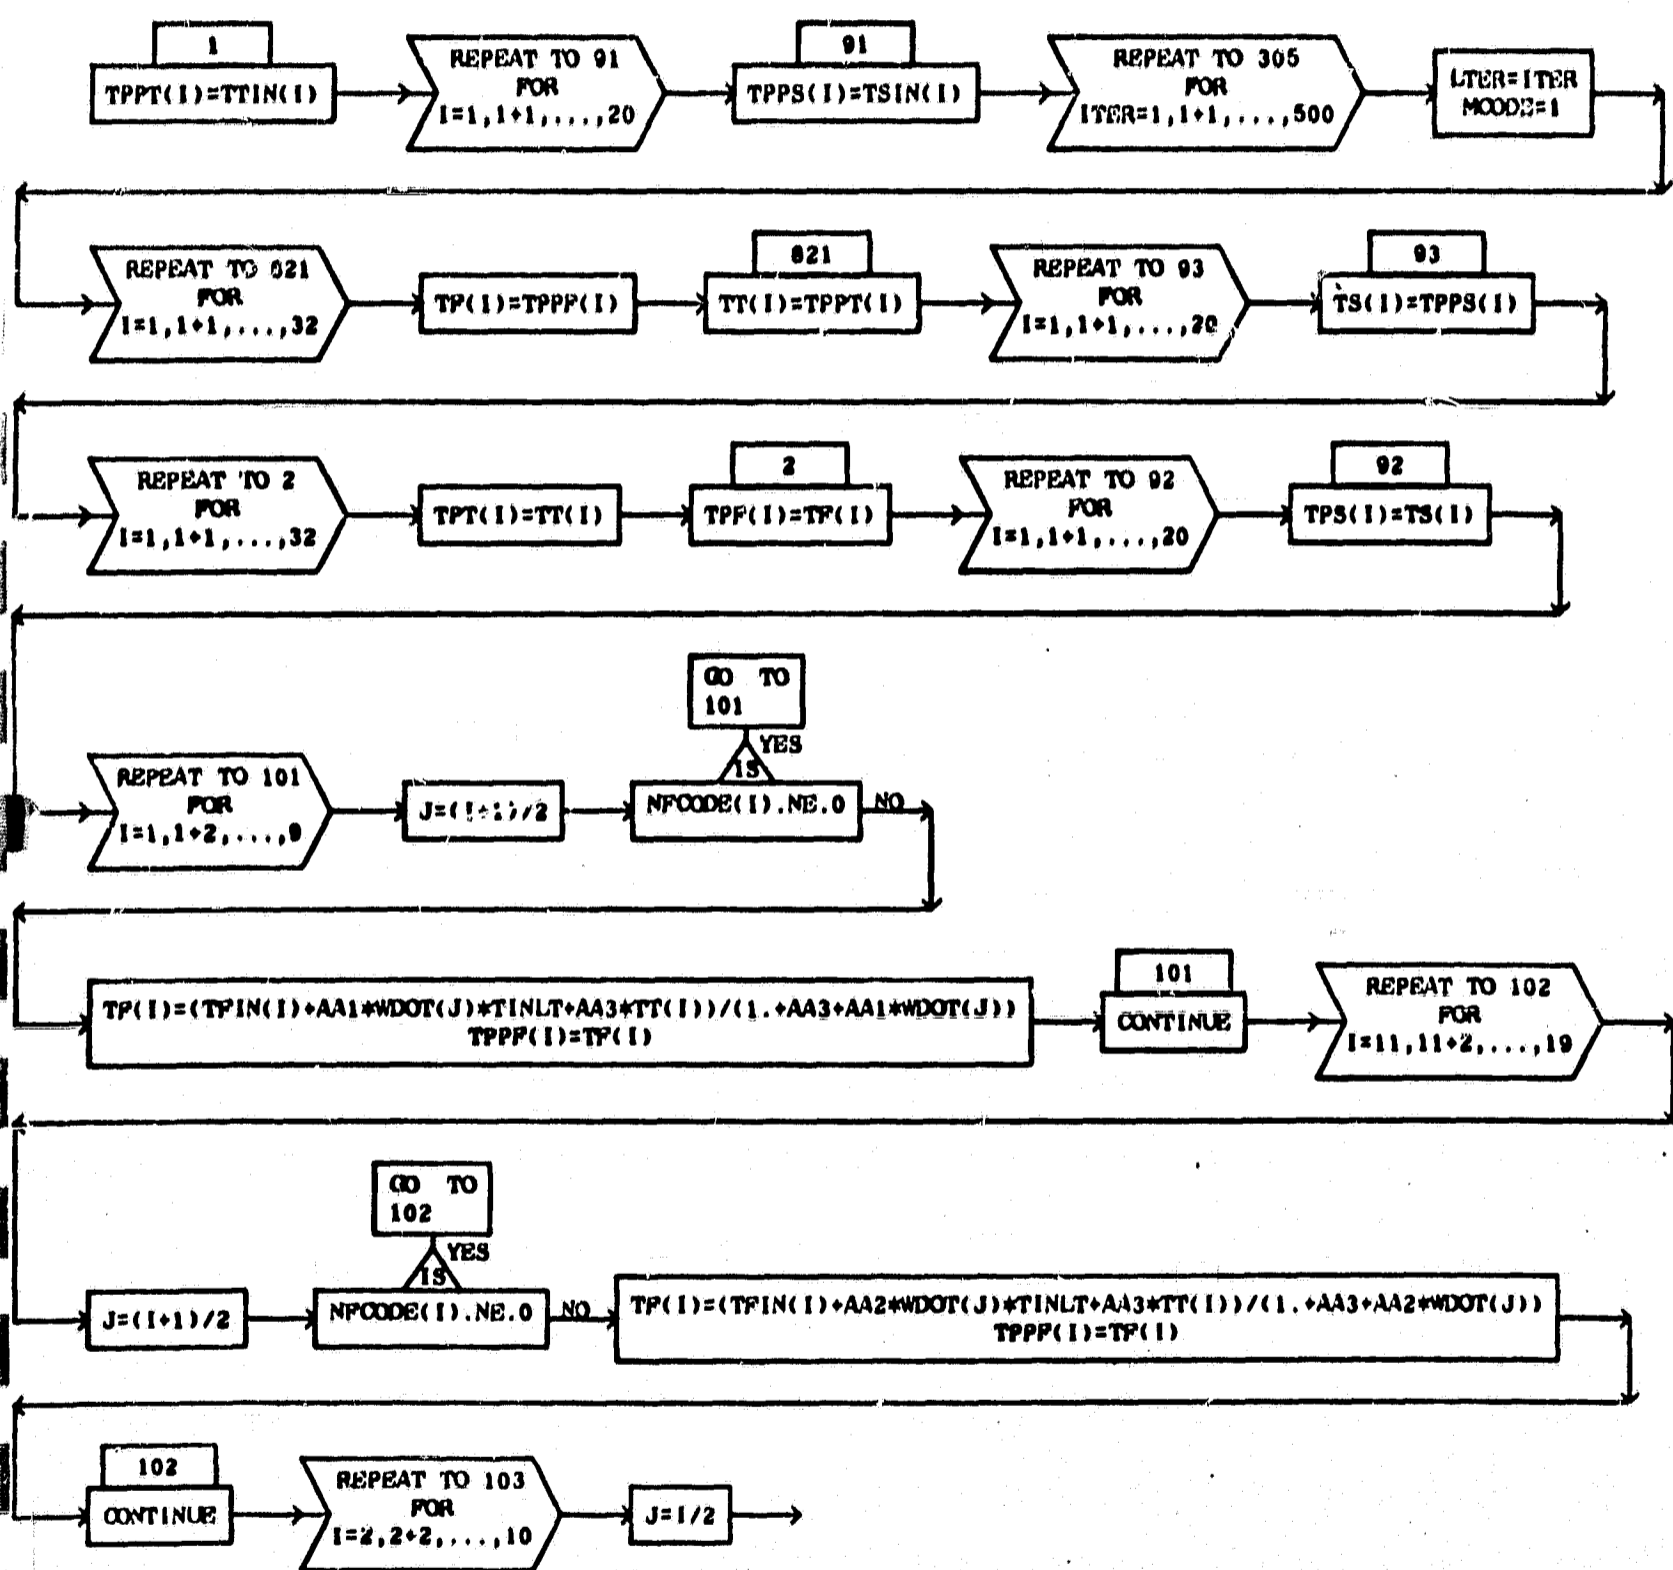 1
TPPT(I)=TTIN(I)
REPEAT TO 91
FOR
I=1,1+1,...,20
91
TPPS(I)=TSIN(I)
REPEAT TO 305
FOR
ITER=1,1+1,...,500
LTER=ITER
MCODE=1
REPEAT TO 821
FOR
I=1,1+1,...,32
TF(I)=TPPF(I)
821
TT(I)=TPPT(I)
REPEAT TO 93
FOR
I=1,1+1,...,20
93
TS(I)=TPPS(I)
REPEAT TO 2
FOR
I=1,1+1,...,32
TPT(I)=TT(I)
2
TPF(I)=TF(I)
REPEAT TO 92
FOR
I=1,1+1,...,20
92
TPS(I)=TS(I)
GO TO
101
YES
IS
REPEAT TO 101
FOR
I=1,1+2,...,9
J=(I+1)/2
NFCODE(I).NE.0
NO
TF(I)=(TFIN(I)+AA1*WDOT(J)*TINLT+AA3*TT(I))/(1.+AA3+AA1*WDOT(J))
TPPF(I)=TF(I)
101
CONTINUE
REPEAT TO 102
FOR
I=11,11+2,...,19
GO TO
102
YES
IS
J=(I+1)/2
NFCODE(I).NE.0
NO
TF(I)=(TFIN(I)+AA2*WDOT(J)*TINLT+AA3*TT(I))/(1.+AA3+AA2*WDOT(J))
TPPF(I)=TF(I)
102
CONTINUE
REPEAT TO 103
FOR
I=2,2+2,...,10
J=I/2